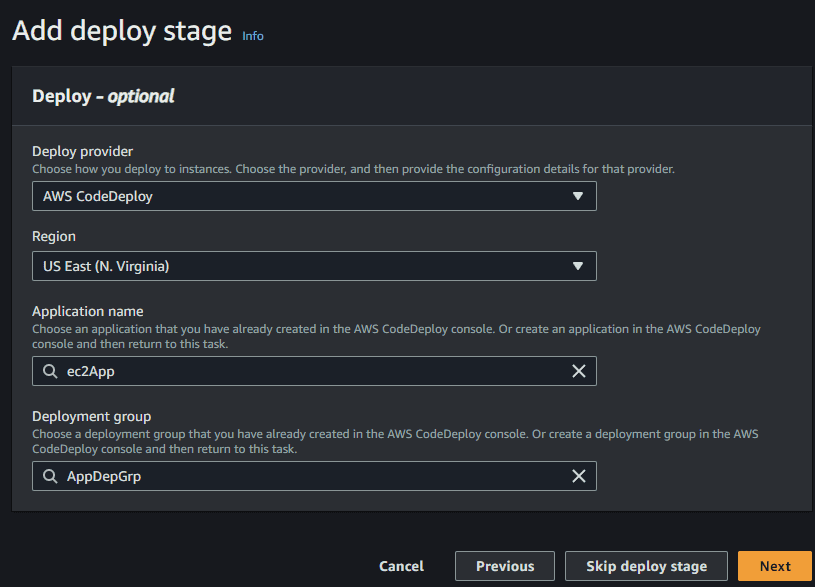 Add deploy stage Info
Deploy - optional
Deploy provider
Choose how you deploy to instances. Choose the provider, and then provide the configuration details for that provider.
AWS CodeDeploy
Region
US East (N. Virginia)
Application name
Choose an application that you have already created in the AWS CodeDeploy console. Or create an application in the AWS CodeDeploy
console and then return to this task.
ec2App
Deployment group
Choose a deployment group that you have already created in the AWS CodeDeploy console. Or create a deployment group in the AWS
CodeDeploy console and then return to this task.
AppDepGrp
Cancel Previous Skip deploy stage Next